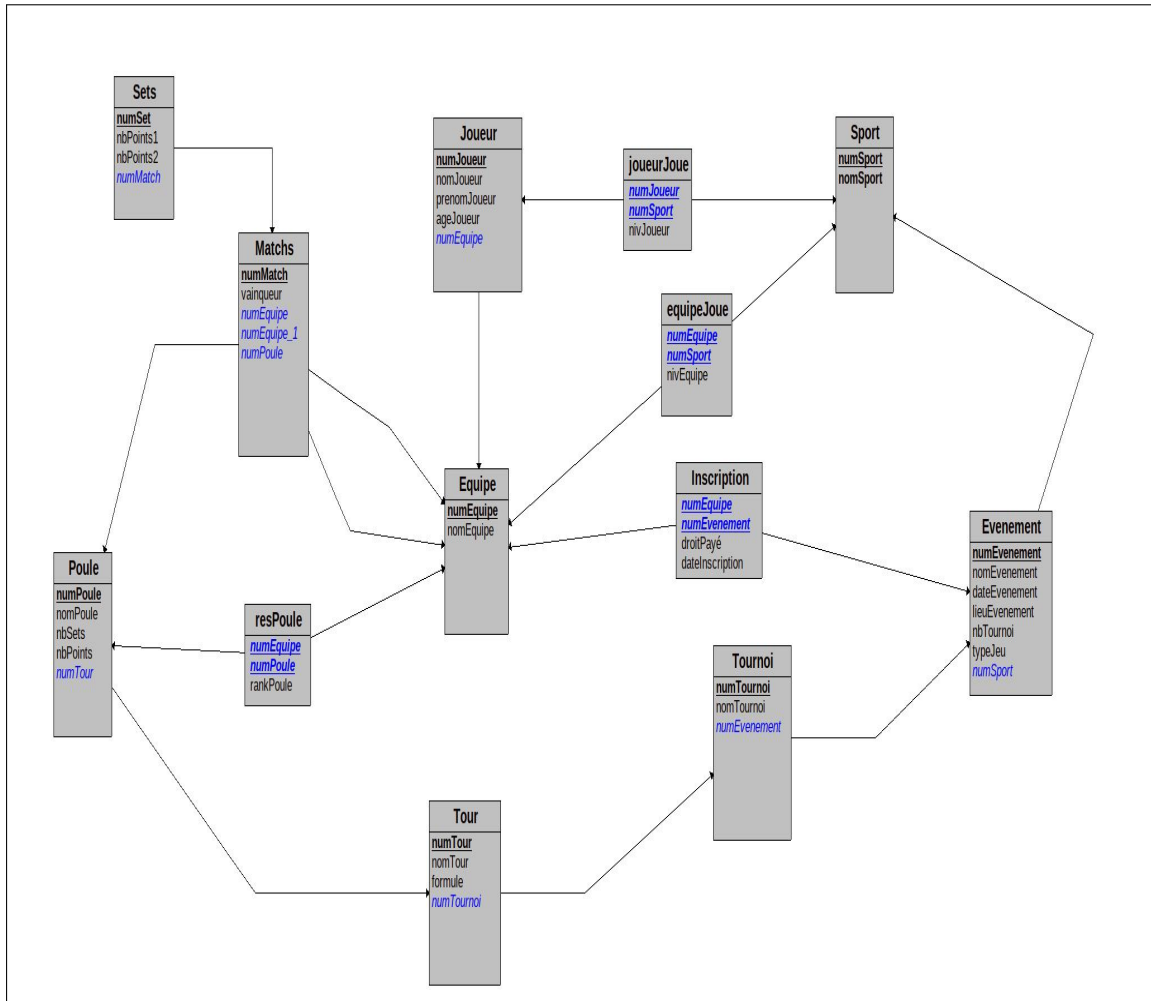 Sets
numSet
nbPoints1
nbPoints2
numMatch
Joueur
numJoueur
nomJoueur
prenomJoueur
ageJoueur
numEquipe
joueurJoue
numJoueur
numSport
nivJoueur
Sport
numSport
nomSport
Matchs
numMatch
vainqueur
numEquipe
numEquipe_1
numPoule
equipeJoue
numEquipe
numSport
nivEquipe
Equipe
numEquipe
nomEquipe
Inscription
numEquipe
numEvenement
droitPayé
dateInscription
Evenement
numEvenement
nomEvenement
dateEvenement
lieuEvenement
nbTournoi
typeJeu
numSport
Poule
numPoule
nomPoule
nbSets
nbPoints
numTour
resPoule
numEquipe
numPoule
rankPoule
Tournoi
numTournoi
nomTournoi
numEvenement
Tour
numTour
nomTour
formule
numTournoi